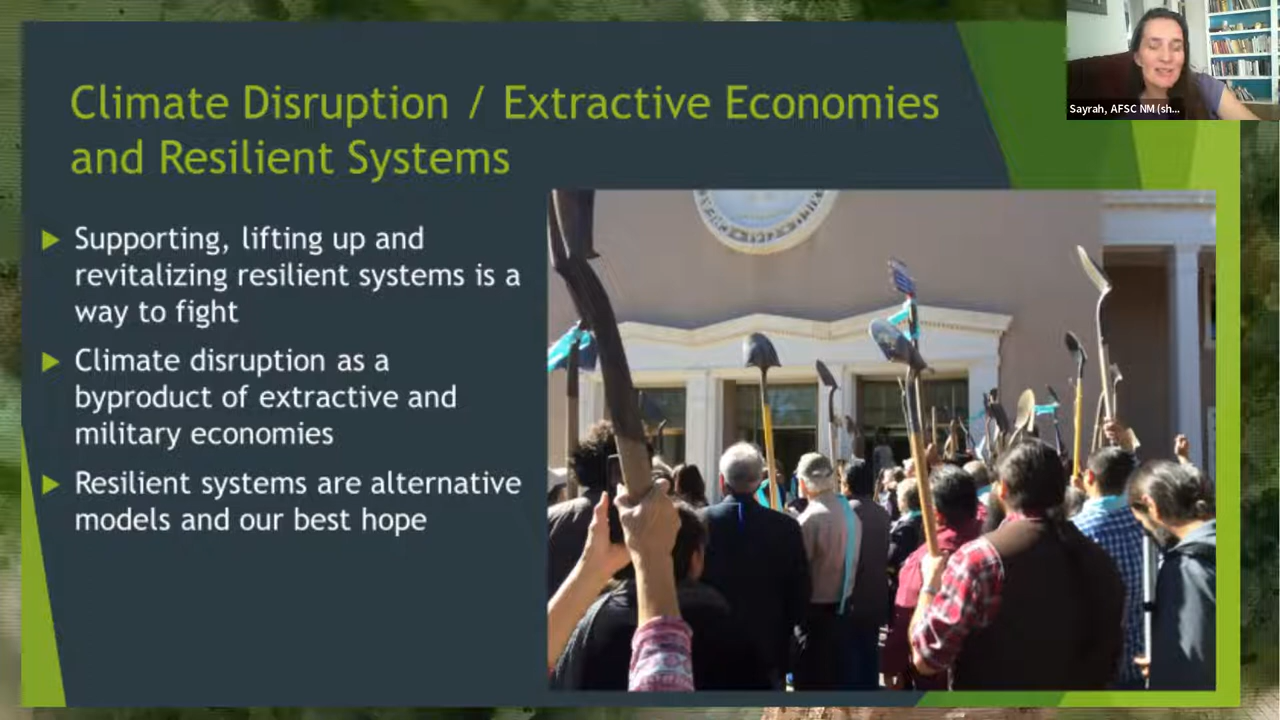 Climate Disruption / Extractive Economies
and Resilient Systems
Sayrah, AFSC NM (sh...
Supporting, lifting up and
revitalizing resilient systems is a
way to fight
Climate disruption as a
byproduct of extractive and
military economies
Resilient systems are alternative
models and our best hope